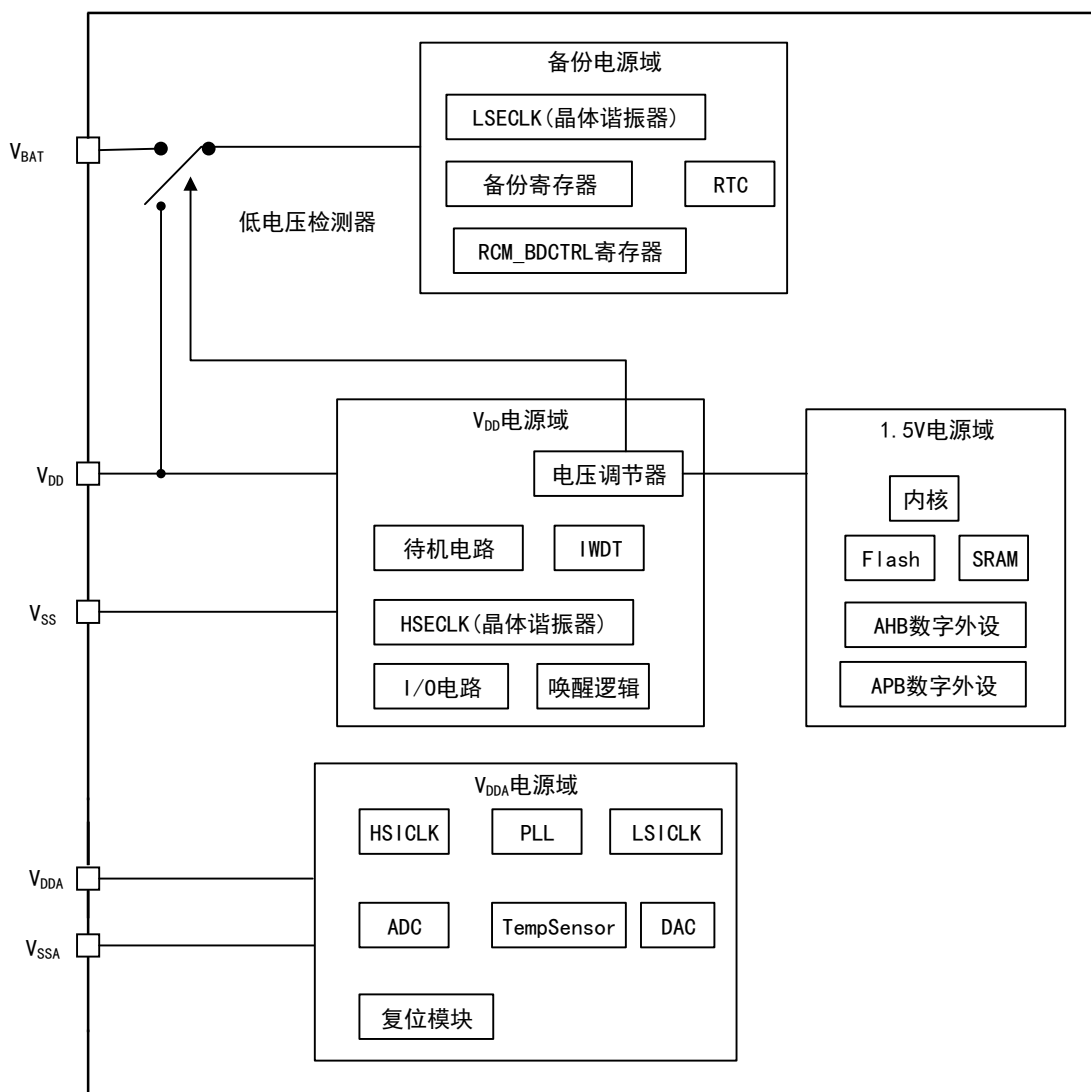 备份电源域
LSECLK(晶体谐振器)
V_BAT
备份寄存器
RTC
低电压检测器
RCM_BDCTRL寄存器
V_DD电源域
1.5V电源域
V_DD
电压调节器
内核
待机电路
IWDT
Flash
SRAM
V_SS
HSECLK(晶体谐振器)
AHB数字外设
I/O电路
唤醒逻辑
APB数字外设
V_DDA电源域
HSICLK
PLL
LSICLK
V_DDA
ADC
TempSensor
DAC
V_SSA
复位模块